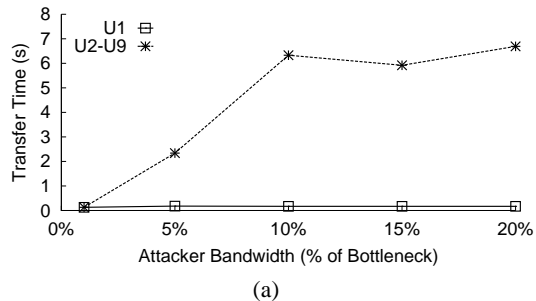 U1
U2-U9
8
7
6
5
4
3
2
1
0
Transfer Time (s)
0% 5% 10% 15% 20%
Attacker Bandwidth (% of Bottleneck)
(a)